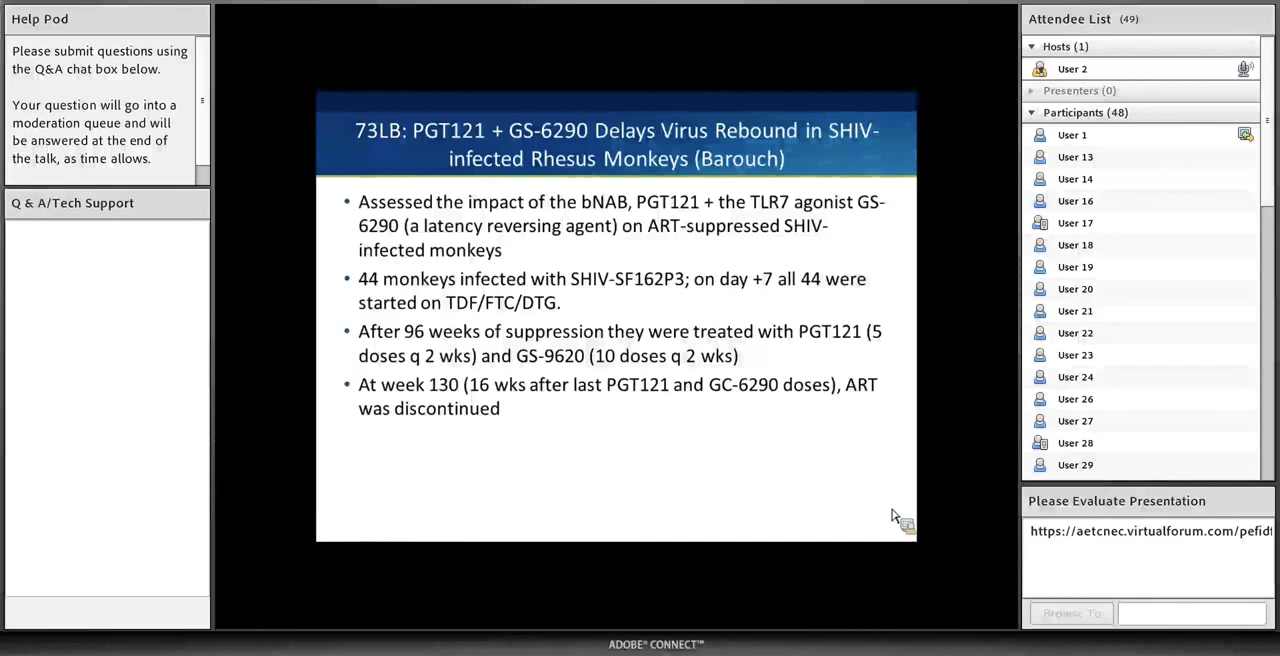 Help Pod
Please submit questions using
the Q&A chat box below.
Your question will go into a
moderation queue and will
be answered at the end of
the talk, as time allows.
Q & A/Tech Support
73LB: PGT121 + GS-6290 Delays Virus Rebound in SHIV-
infected Rhesus Monkeys (Barouch)
• Assessed the impact of the bNAB, PGT121 + the TLR7 agonist GS-
6290 (a latency reversing agent) on ART-suppressed SHIV-
infected monkeys
• 44 monkeys infected with SHIV-SF162P3; on day +7 all 44 were
started on TDF/FTC/DTG.
• After 96 weeks of suppression they were treated with PGT121 (5
doses q 2 wks) and GS-9620 (10 doses q 2 wks)
• At week 130 (16 wks after last PGT121 and GC-6290 doses), ART
was discontinued
Attendee List (49)
Hosts (1)
User 2
Presenters (0)
Participants (48)
User 1
User 13
User 14
User 16
User 17
User 18
User 19
User 20
User 21
User 22
User 23
User 24
User 26
User 27
User 28
User 29
Please Evaluate Presentation
https://aetcnec.virtualforum.com/pefidf
Browse To
ADOBE® CONNECT™